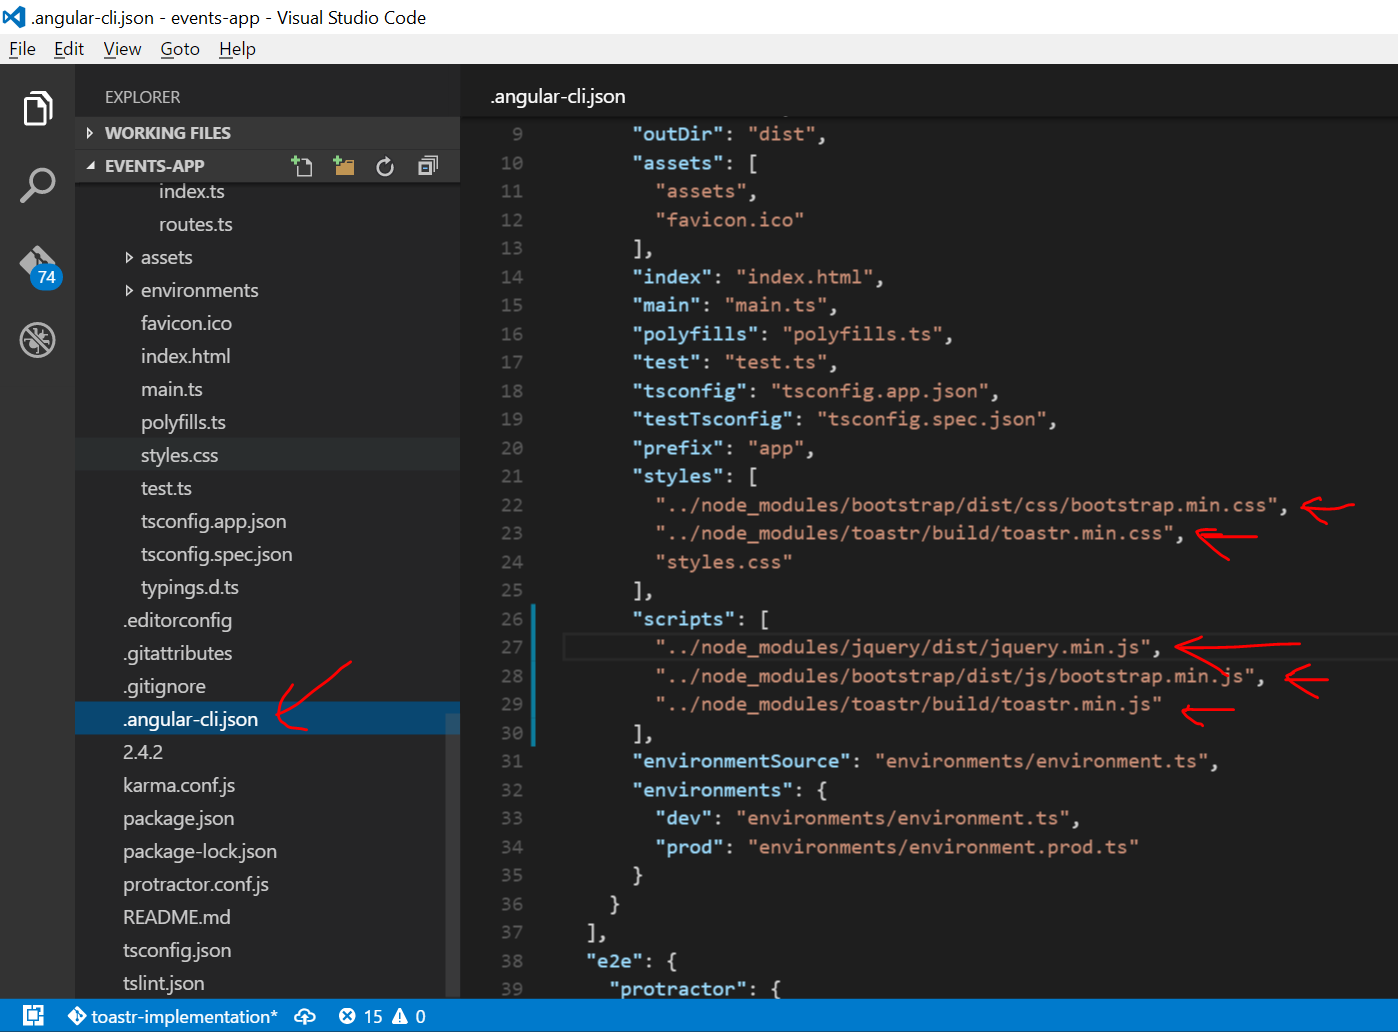 .angular-cli.json - events-app - Visual Studio Code
File Edit View Goto Help
EXPLORER
WORKING FILES
EVENTS-APP
index.ts
routes.ts
assets
environments
favicon.ico
index.html
main.ts
polyfills.ts
styles.css
test.ts
tsconfig.app.json
tsconfig.spec.json
typings.d.ts
.editorconfig
.gitattributes
.gitignore
.angular-cli.json
2.4.2
karma.conf.js
package.json
package-lock.json
protractor.conf.js
README.md
tsconfig.json
tslint.json
74
.angular-cli.json
9 "outDir": "dist",
10 "assets": [
11 "assets",
12 "favicon.ico"
13 ],
14 "index": "index.html",
15 "main": "main.ts",
16 "polyfills": "polyfills.ts",
17 "test": "test.ts",
18 "tsconfig": "tsconfig.app.json",
19 "testTsconfig": "tsconfig.spec.json",
20 "prefix": "app",
21 "styles": [
22 "../node_modules/bootstrap/dist/css/bootstrap.min.css",
23 "../node_modules/toastr/build/toastr.min.css",
24 "styles.css"
25 ],
26 "scripts": [
27 "../node_modules/jquery/dist/jquery.min.js",
28 "../node_modules/bootstrap/dist/js/bootstrap.min.js",
29 "../node_modules/toastr/build/toastr.min.js"
30 ],
31 "environmentSource": "environments/environment.ts",
32 "environments": {
33 "dev": "environments/environment.ts",
34 "prod": "environments/environment.prod.ts"
35 }
36 }
37 ],
38 "e2e": {
39 "protractor": {
toastr-implementation* 15 0